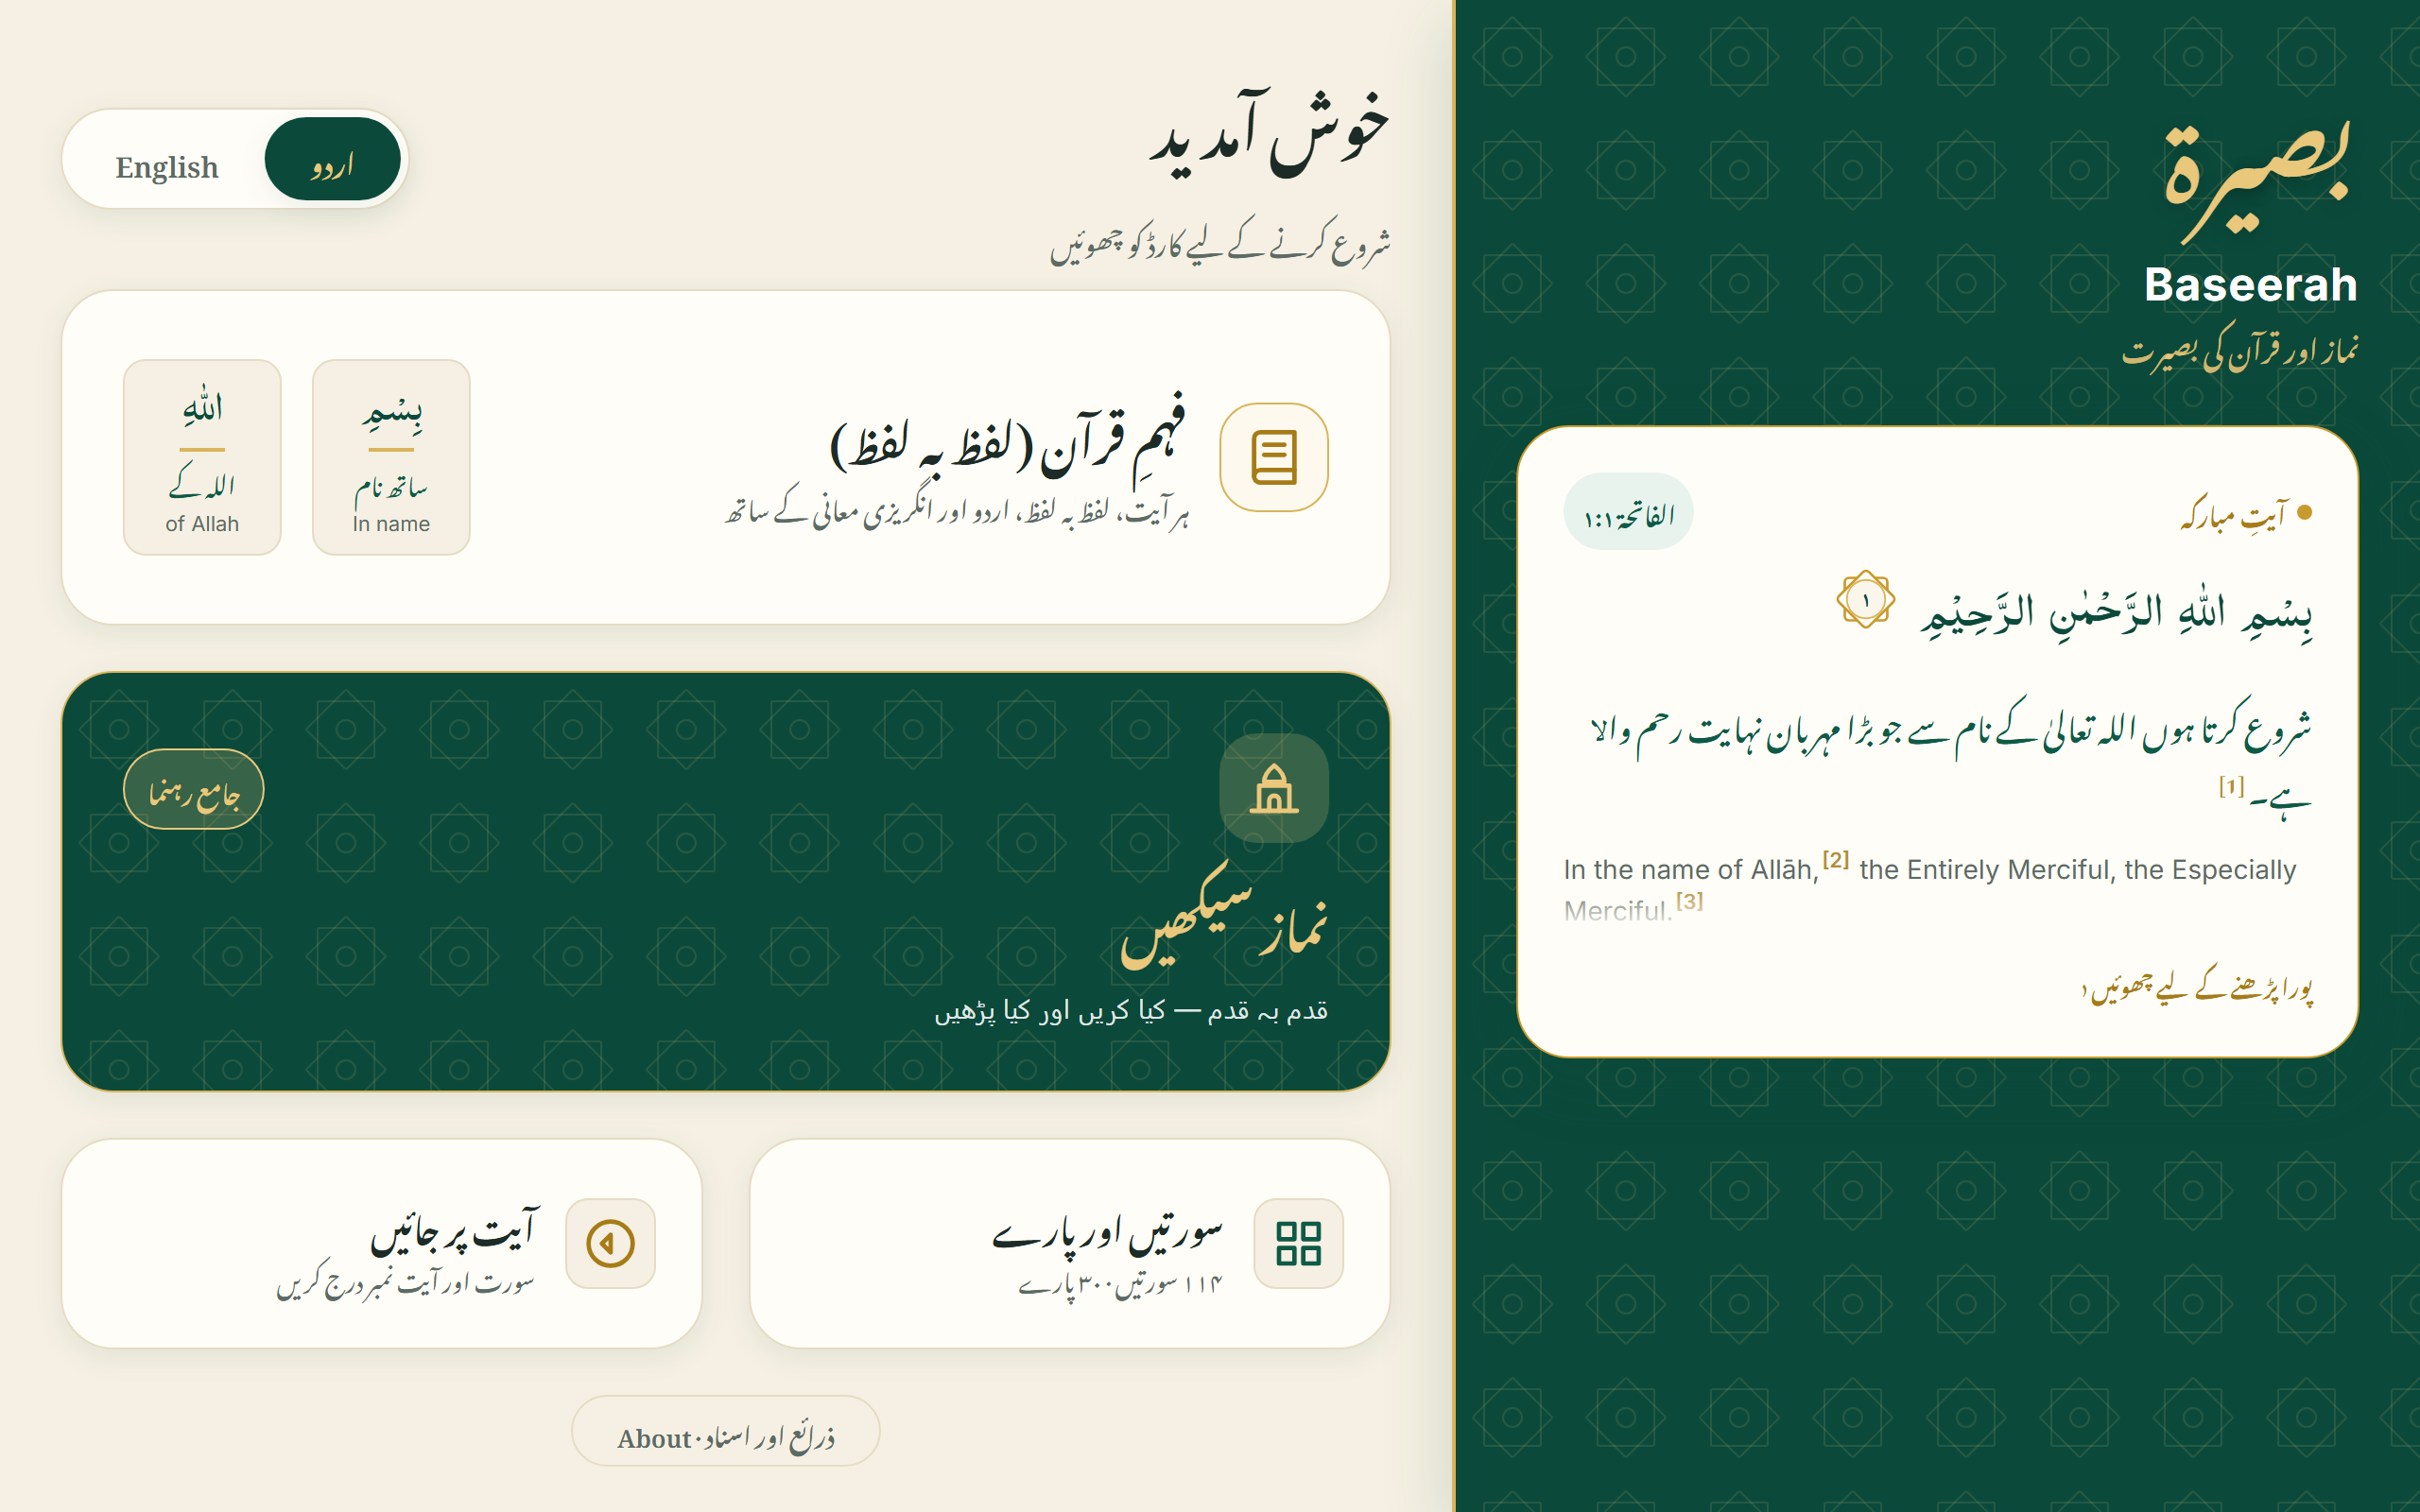 بصیرة
Baseerah
نماز اور قرآن کی بصیرت
آیتِ مبارکہ
الفاتحۃ ۱:۱
بِسْمِ اللّٰهِ الرَّحْمٰنِ الرَّحِیْمِ ۱
شروع کرتا ہوں اللہ تعالیٰ کے نام سے جو بڑا مہربان نہایت رحم والا
ہے۔ [1]
In the name of Allāh,[2] the Entirely Merciful, the Especially
Merciful.[3]
پورا پڑھنے کے لیے چھوئیں ‹
خوش آمدید
شروع کرنے کے لیے کارڈ کو چھوئیں
اردو
English
فہمِ قرآن (لفظ بہ لفظ)
ہر آیت، لفظ بہ لفظ، اردو اور انگریزی معانی کے ساتھ
بِسْمِ
ساتھ نام
In name
اللّٰهِ
اللہ کے
of Allah
جامع رہنما
نماز سیکھیں
قدم بہ قدم — کیا کریں اور کیا پڑھیں
سورتیں اور پارے
۱۱۴ سورتیں · ۳۰ پارے
آیت پر جائیں
سورت اور آیت نمبر درج کریں
ذرائع اور اسناد · About